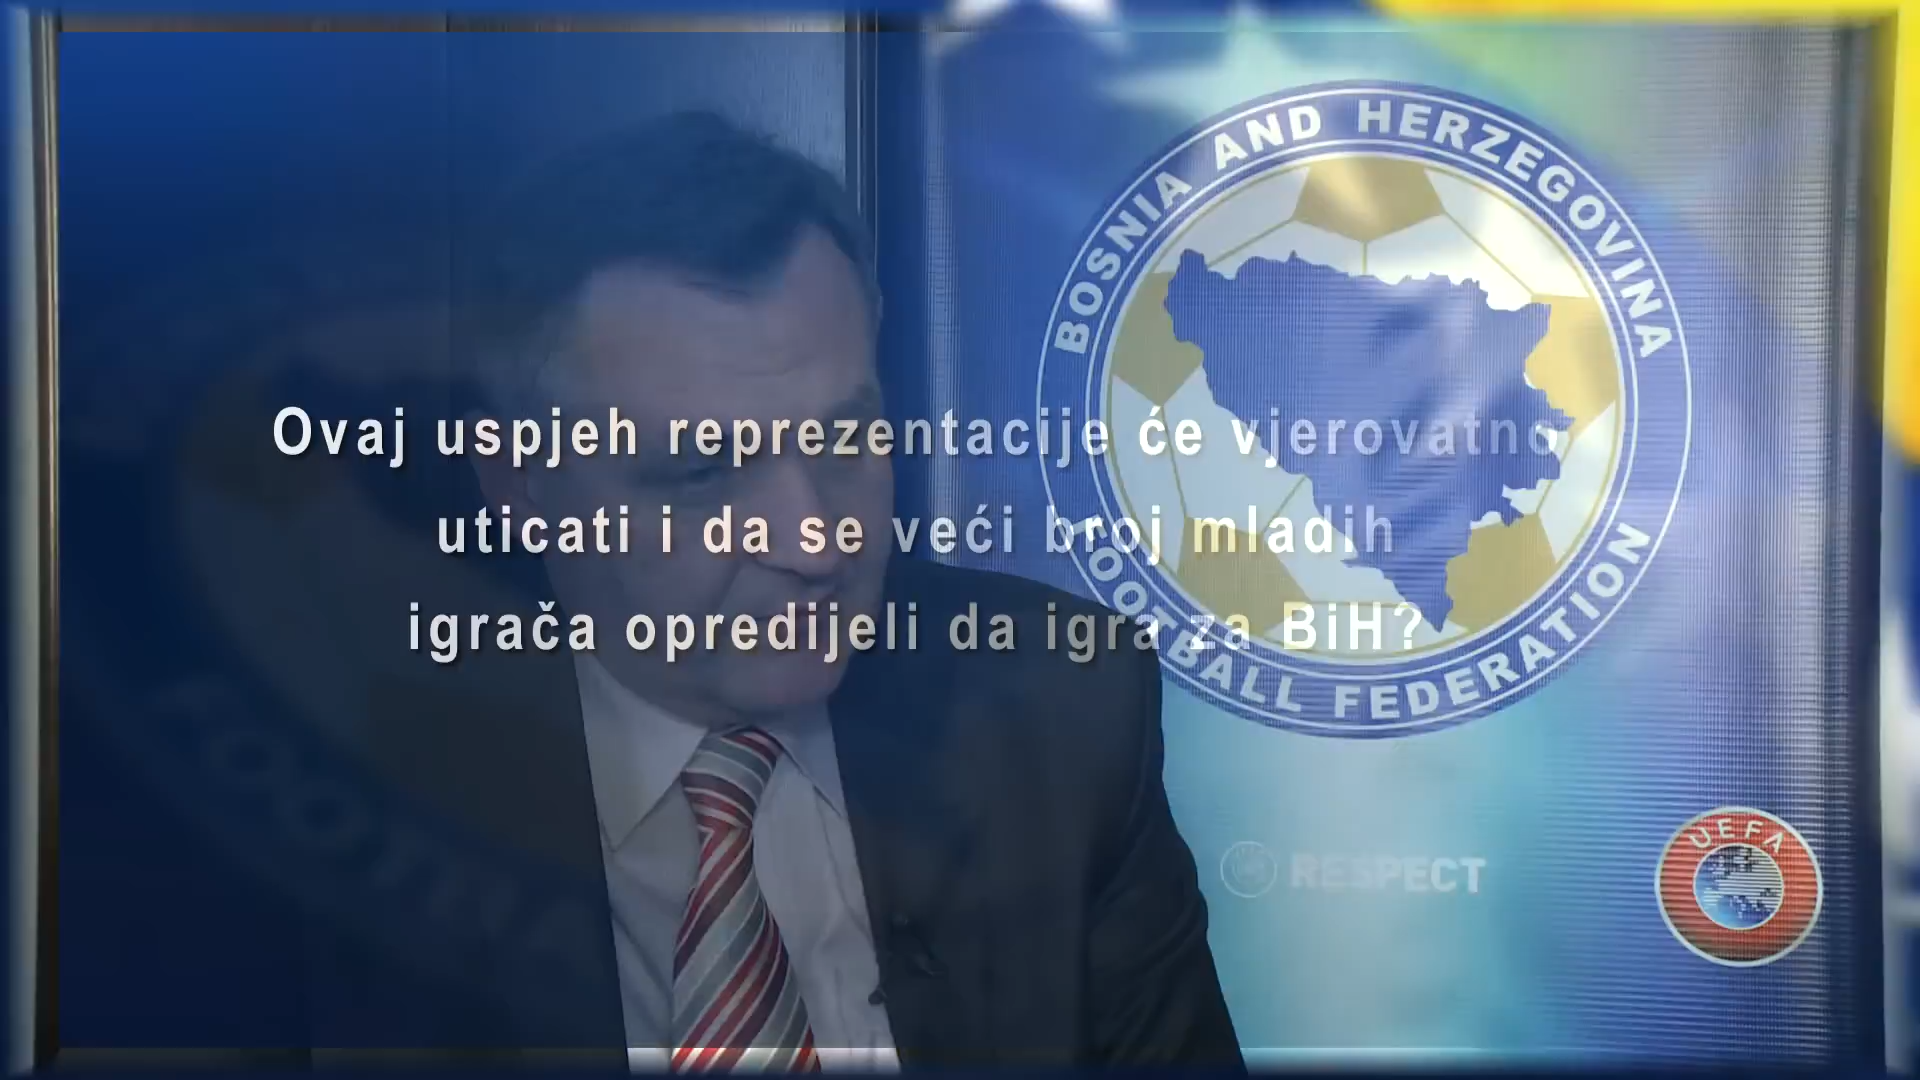 BOSNIA AND HERZEGOVINA
Ovaj uspjeh reprezentacije će vjerovatno
uticati i da se veći broj mladih
igrača opredijeli da igra za BiH?
FOOTBALL FEDERATION
RESPECT
UEFA